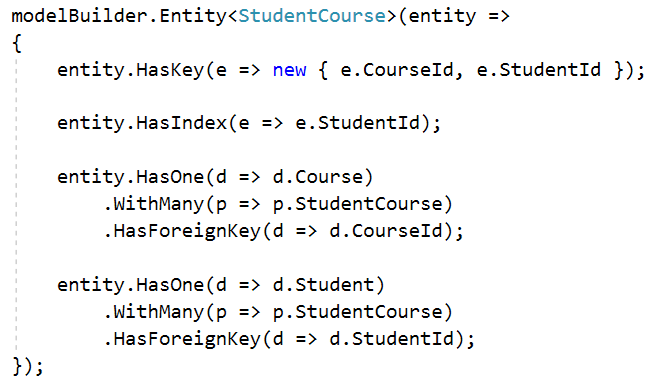 modelBuilder.Entity<StudentCourse>(entity =>
{
    entity.HasKey(e => new { e.CourseId, e.StudentId });
    entity.HasIndex(e => e.StudentId);
    entity.HasOne(d => d.Course)
        .WithMany(p => p.StudentCourse)
        .HasForeignKey(d => d.CourseId);
    entity.HasOne(d => d.Student)
        .WithMany(p => p.StudentCourse)
        .HasForeignKey(d => d.StudentId);
});